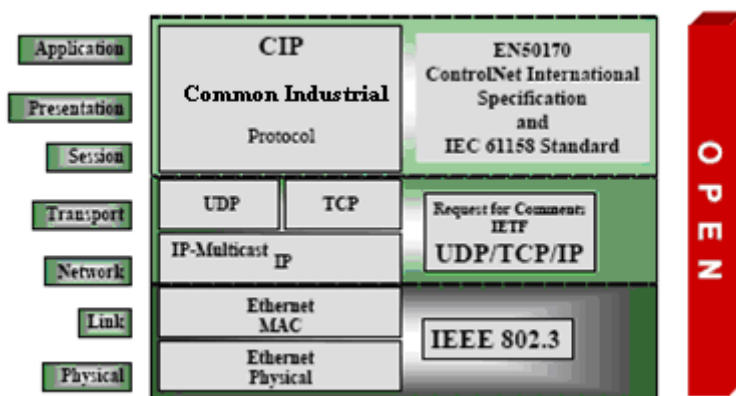 Application
Presentation
Session
Transport
Network
Link
Physical
CIP
Common Industrial
Protocol
EN50170
ControlNet International
Specification
and
IEC 61158 Standard
UDP
TCP
Request for Comments
IETF
UDP/TCP/IP
IP-Multicast IP
Ethernet
MAC
Ethernet
Physical
IEEE 802.3
OPEN